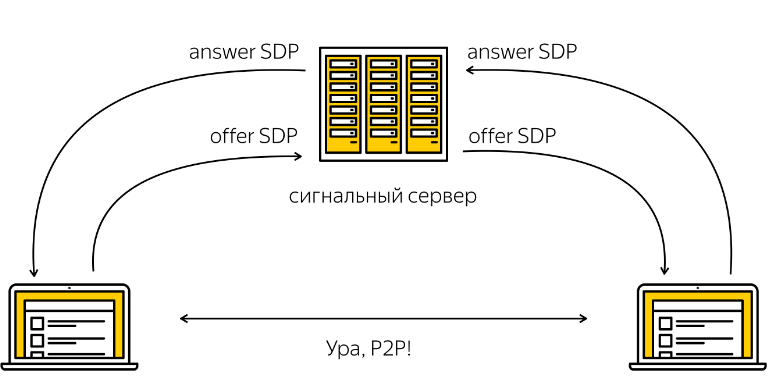 answer SDP
answer SDP
offer SDP
offer SDP
сигнальный сервер
Ура, P2P!